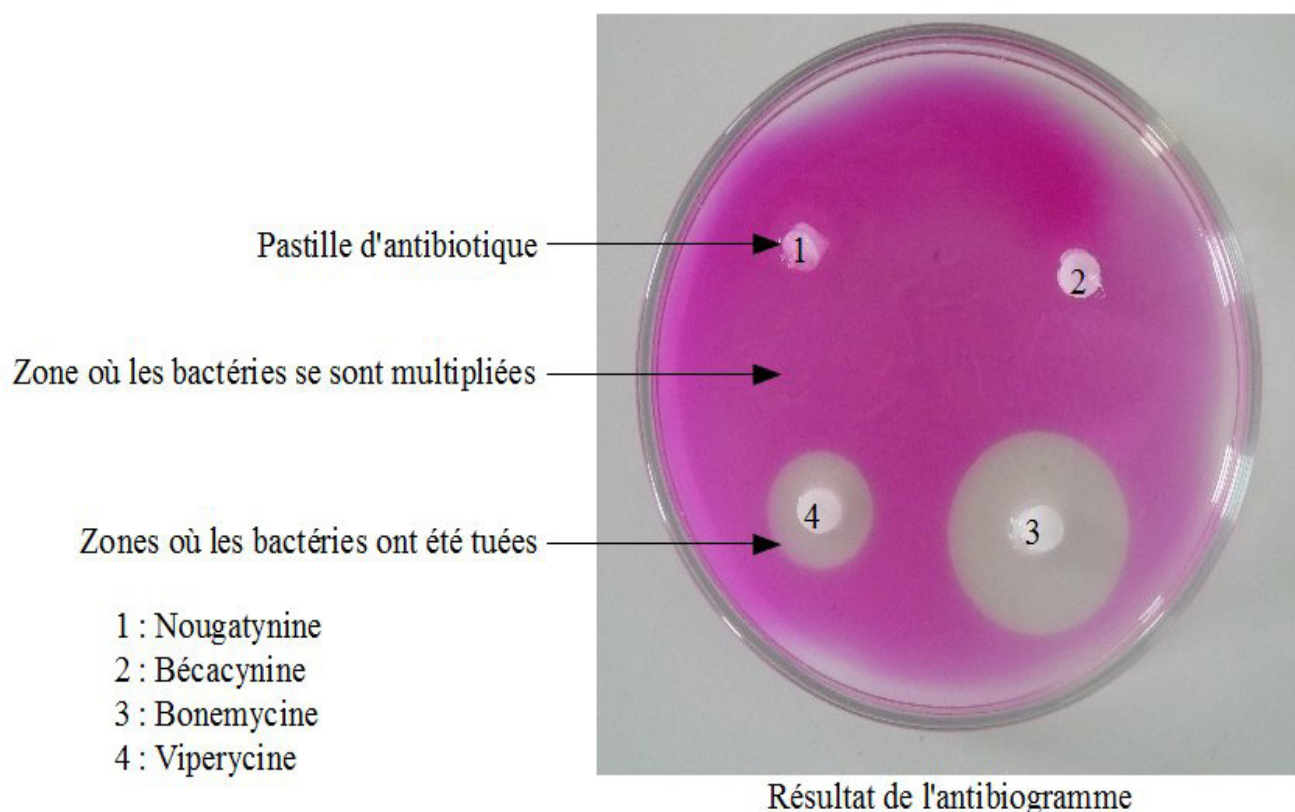 Pastille d'antibiotique
1
2
Zone où les bactéries se sont multipliées
4
3
Zones où les bactéries ont été tuées
1 : Nougatynine
2 : Bécacynine
3 : Bonemycine
4 : Viperycine
Résultat de l'antibiogramme